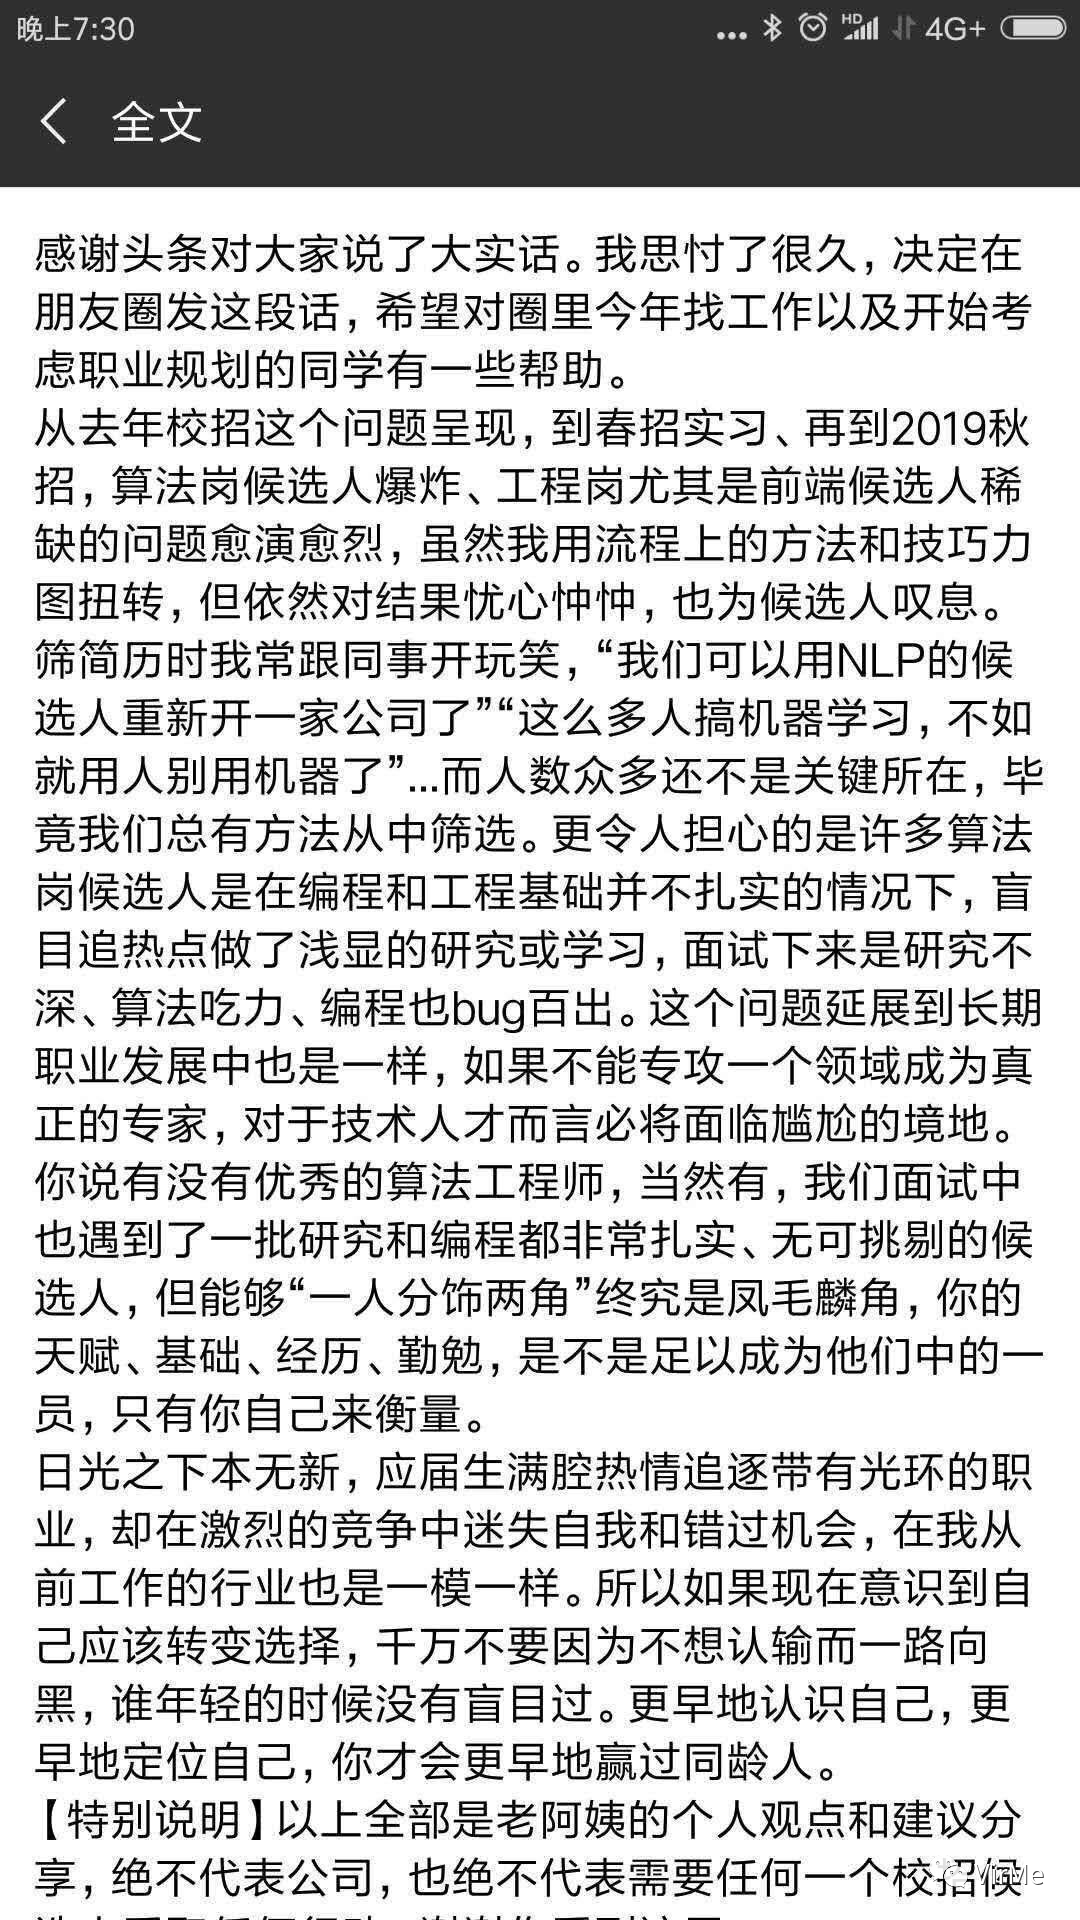 晚上7:30
HD
4G+
全文
感谢头条对大家说了大实话。我思忖了很久，决定在
朋友圈发这段话，希望对圈里今年找工作以及开始考
虑职业规划的同学有一些帮助。
从去年校招这个问题呈现，到春招实习、再到2019秋
招，算法岗候选人爆炸、工程岗尤其是前端候选人稀
缺的问题愈演愈烈，虽然我用流程上的方法和技巧力
图扭转，但依然对结果忧心忡忡，也为候选人叹息。
筛简历时我常跟同事开玩笑，“我们可以用NLP的候
选人重新开一家公司了”“这么多人搞机器学习，不如
就用人别用机器了”...而人数众多还不是关键所在，毕
竟我们总有方法从中筛选。更令人担心的是许多算法
岗候选人是在编程和工程基础并不扎实的情况下，盲
目追热点做了浅显的研究或学习，面试下来是研究不
深、算法吃力、编程也bug百出。这个问题延展到长期
职业发展中也是一样，如果不能专攻一个领域成为真
正的专家，对于技术人才而言必将面临尴尬的境地。
你说有没有优秀的算法工程师，当然有，我们面试中
也遇到了一批研究和编程都非常扎实、无可挑剔的候
选人，但能够“一人分饰两角”终究是凤毛麟角，你的
天赋、基础、经历、勤勉，是不是足以成为他们中的一
员，只有你自己来衡量。
日光之下本无新，应届生满腔热情追逐带有光环的职
业，却在激烈的竞争中迷失自我和错过机会，在我从
前工作的行业也是一模一样。所以如果现在意识到自
己应该转变选择，千万不要因为不想认输而一路向
黑，谁年轻的时候没有盲目过。更早地认识自己，更
早地定位自己，你才会更早地赢过同龄人。
【特别说明】以上全部是老阿姨的个人观点和建议分
享，绝不代表公司，也绝不代表需要任何一个校招候